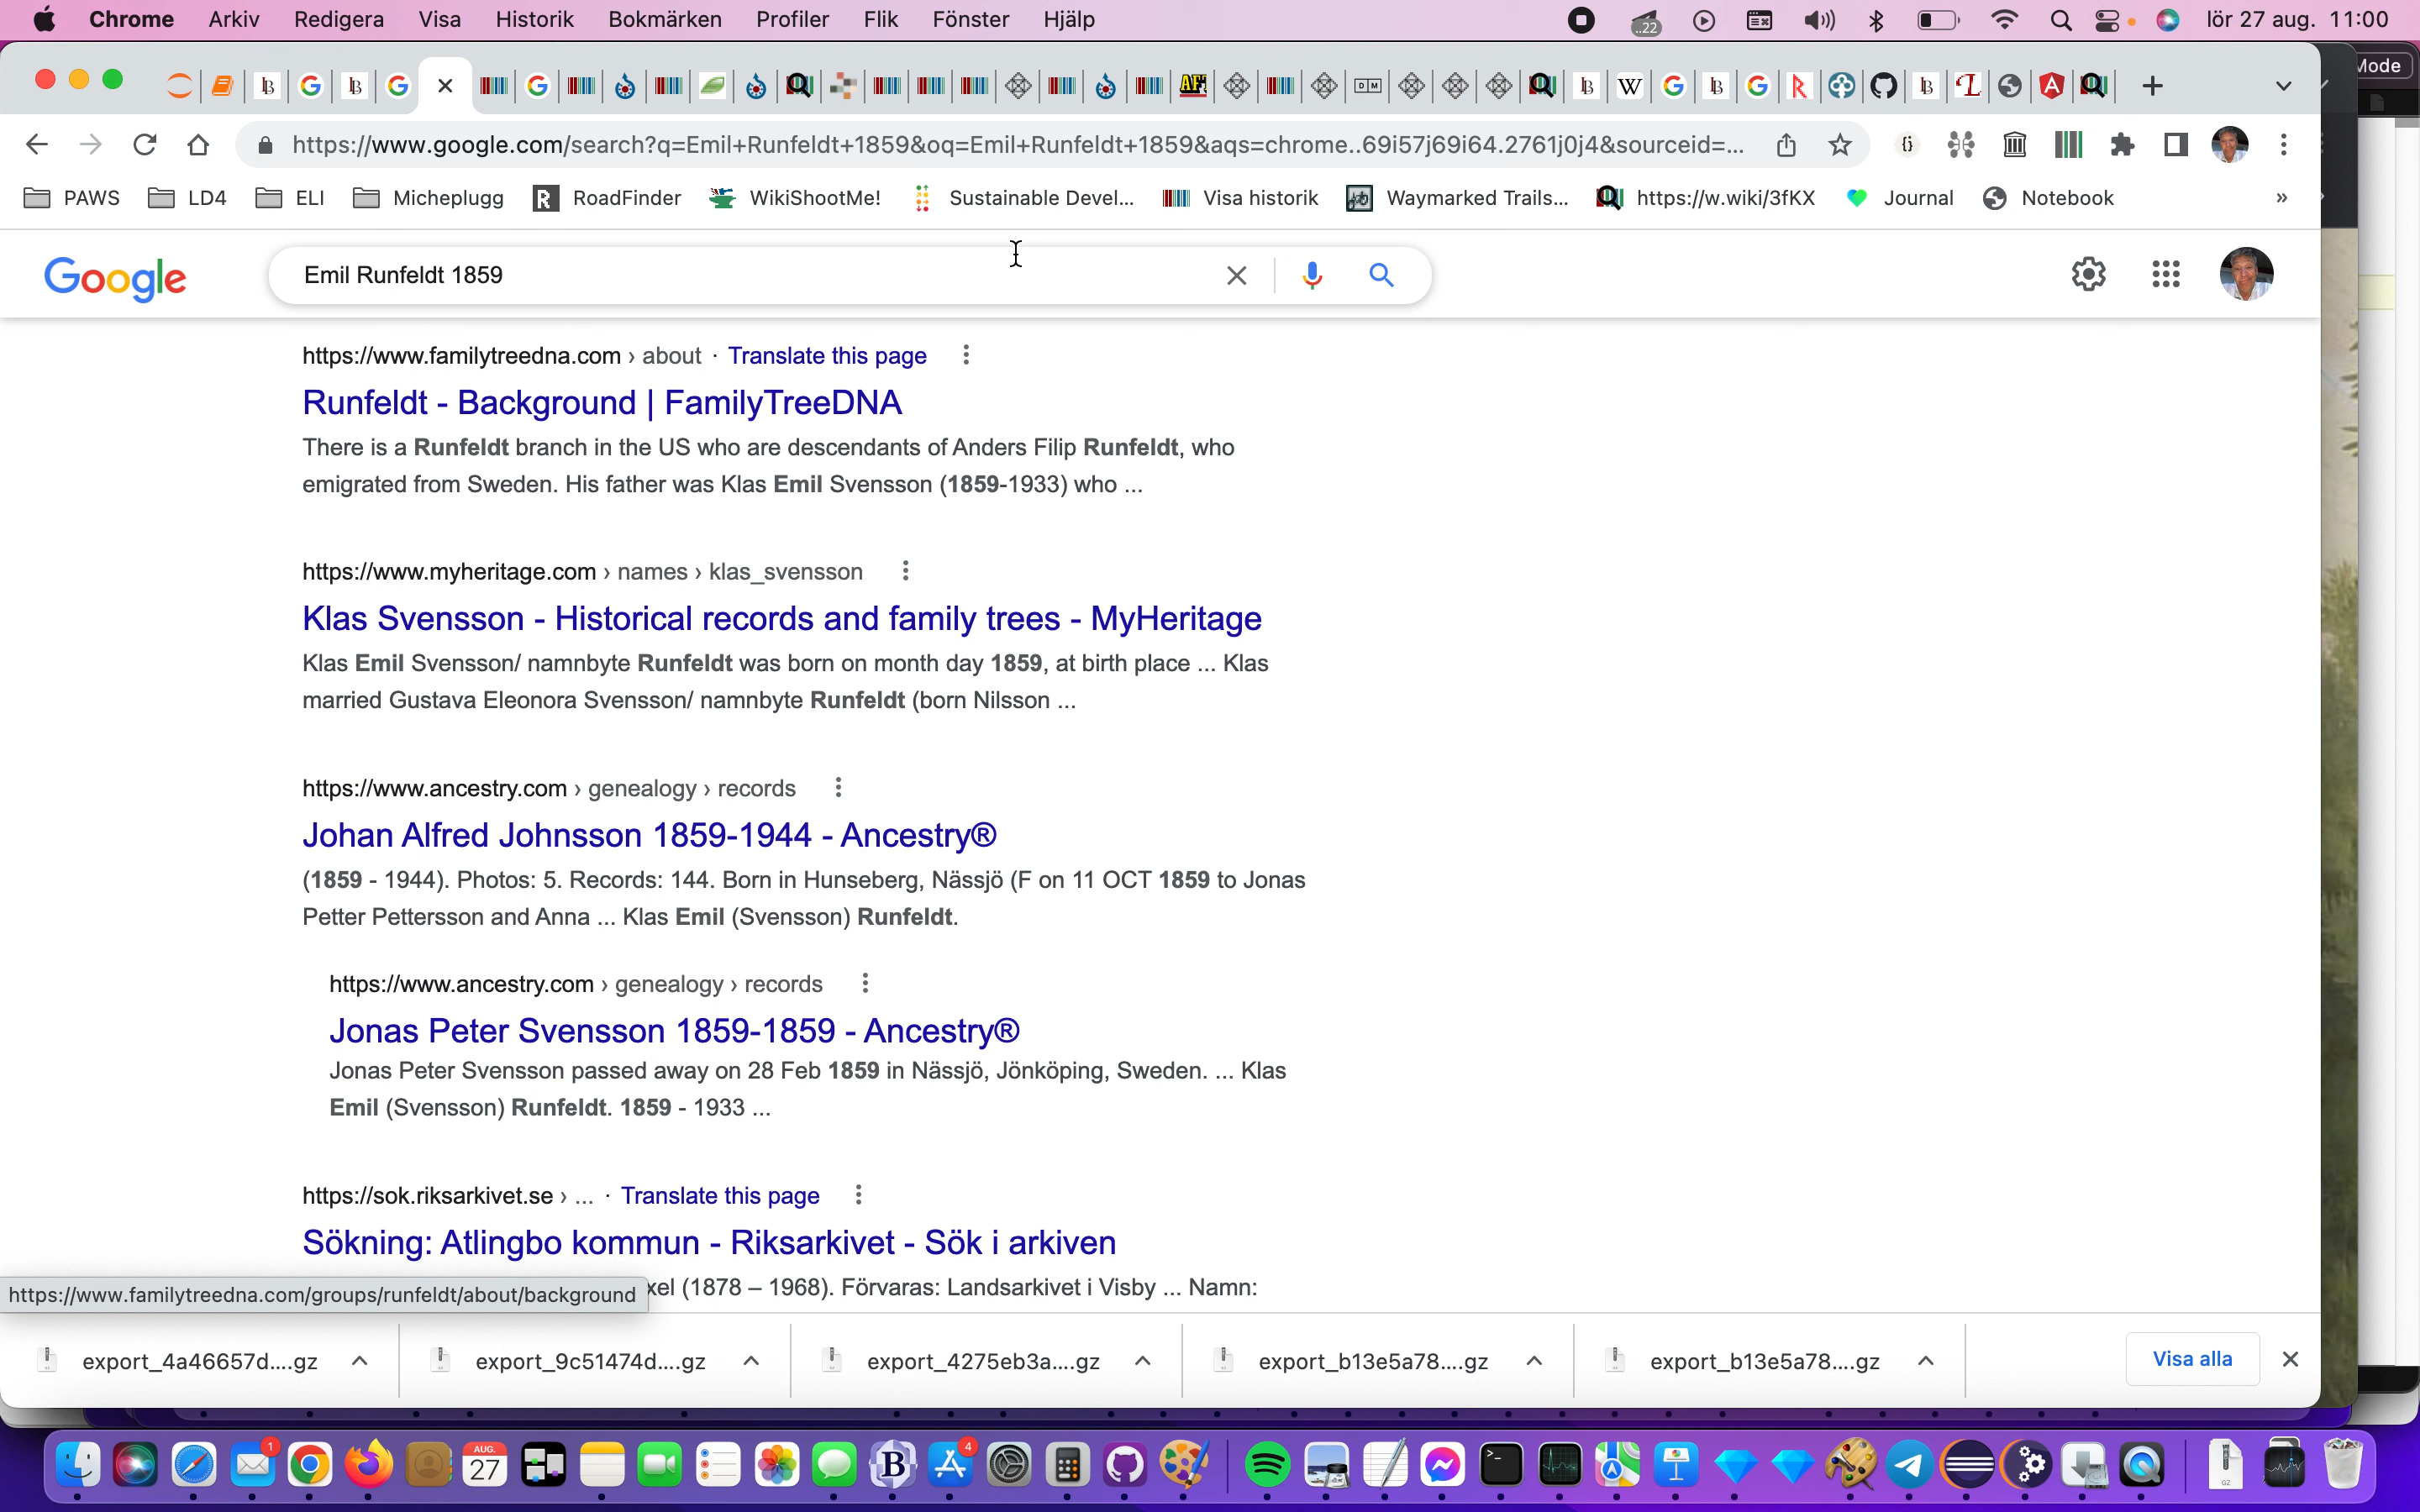 Chrome Arkiv Redigera Visa Historik Bokmärken Profiler Flik Fönster Hjälp ..22 lör 27 aug. 11:00
Mode
https://www.google.com/search?q=Emil+Runfeldt+1859&oq=Emil+Runfeldt+1859&aqs=chrome..69i57j69i64.2761j0j4&sourceid=...
PAWS LD4 ELI Micheplugg RoadFinder WikiShootMe! Sustainable Devel... Visa historik Waymarked Trails... https://w.wiki/3fKX Journal Notebook »
Google Emil Runfeldt 1859
https://www.familytreedna.com › about · Translate this page
Runfeldt - Background | FamilyTreeDNA
There is a Runfeldt branch in the US who are descendants of Anders Filip Runfeldt, who
emigrated from Sweden. His father was Klas Emil Svensson (1859-1933) who ...
https://www.myheritage.com › names › klas_svensson
Klas Svensson - Historical records and family trees - MyHeritage
Klas Emil Svensson/ namnbyte Runfeldt was born on month day 1859, at birth place ... Klas
married Gustava Eleonora Svensson/ namnbyte Runfeldt (born Nilsson ...
https://www.ancestry.com › genealogy › records
Johan Alfred Johnsson 1859-1944 - Ancestry®
(1859 - 1944). Photos: 5. Records: 144. Born in Hunseberg, Nässjö (F on 11 OCT 1859 to Jonas
Petter Pettersson and Anna ... Klas Emil (Svensson) Runfeldt.
https://www.ancestry.com › genealogy › records
Jonas Peter Svensson 1859-1859 - Ancestry®
Jonas Peter Svensson passed away on 28 Feb 1859 in Nässjö, Jönköping, Sweden. ... Klas
Emil (Svensson) Runfeldt. 1859 - 1933 ...
https://sok.riksarkivet.se › ... · Translate this page
Sökning: Atlingbo kommun - Riksarkivet - Sök i arkiven
xel (1878 – 1968). Förvaras: Landsarkivet i Visby ... Namn:
https://www.familytreedna.com/groups/runfeldt/about/background
export_4a46657d....gz export_9c51474d....gz export_4275eb3a....gz export_b13e5a78....gz export_b13e5a78....gz Visa alla
1 AUG. 27 4 GZ